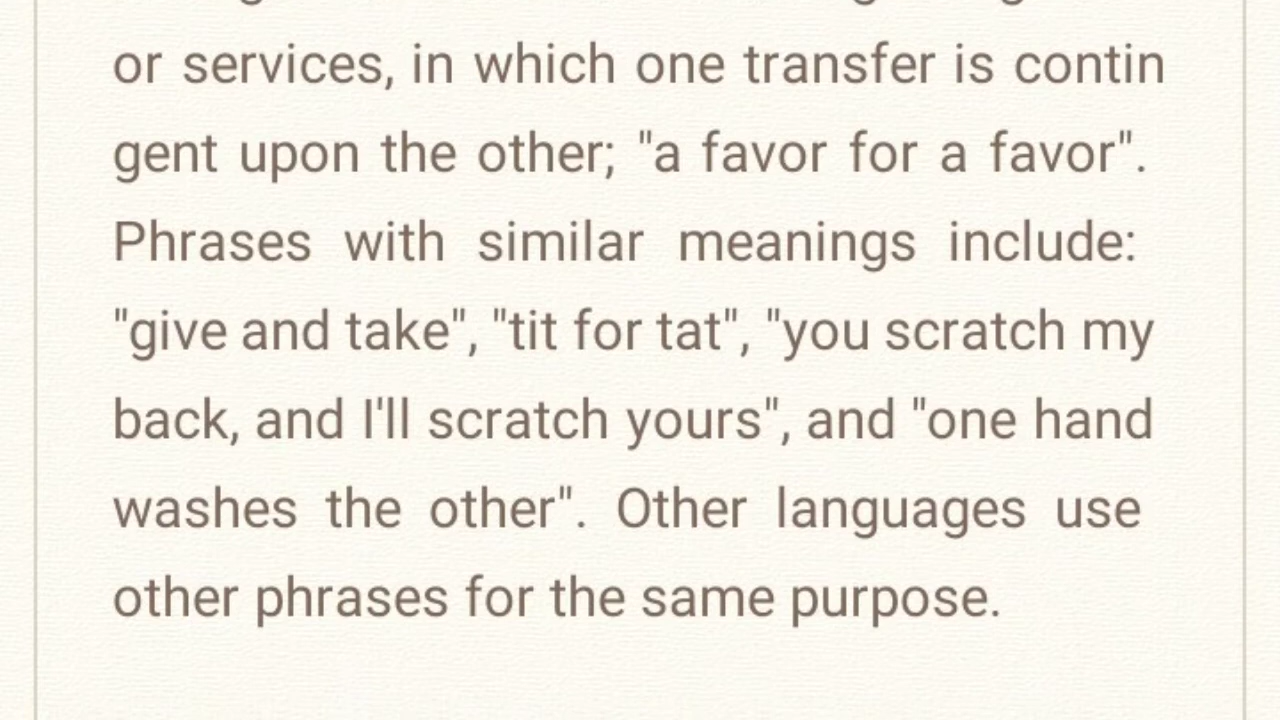 or services, in which one transfer is contin
gent upon the other; "a favor for a favor".
Phrases with similar meanings include:
"give and take", "tit for tat", "you scratch my
back, and I'll scratch yours", and "one hand
washes the other". Other languages use
other phrases for the same purpose.